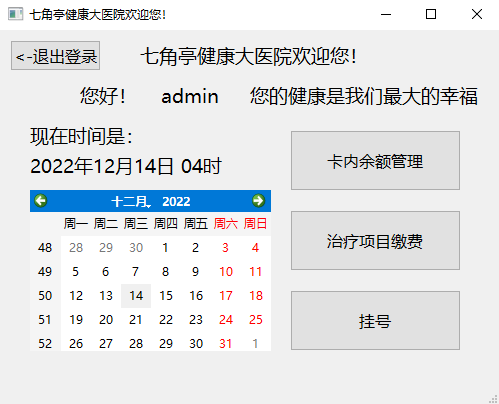 七角亭健康大医院欢迎您！
<-退出登录 七角亭健康大医院欢迎您！
您好！ admin 您的健康是我们最大的幸福
现在时间是：
2022年12月14日 04时
十二月, 2022
周一 周二 周三 周四 周五 周六 周日
48 28 29 30 1 2 3 4
49 5 6 7 8 9 10 11
50 12 13 14 15 16 17 18
51 19 20 21 22 23 24 25
52 26 27 28 29 30 31 1
卡内余额管理
治疗项目缴费
挂号